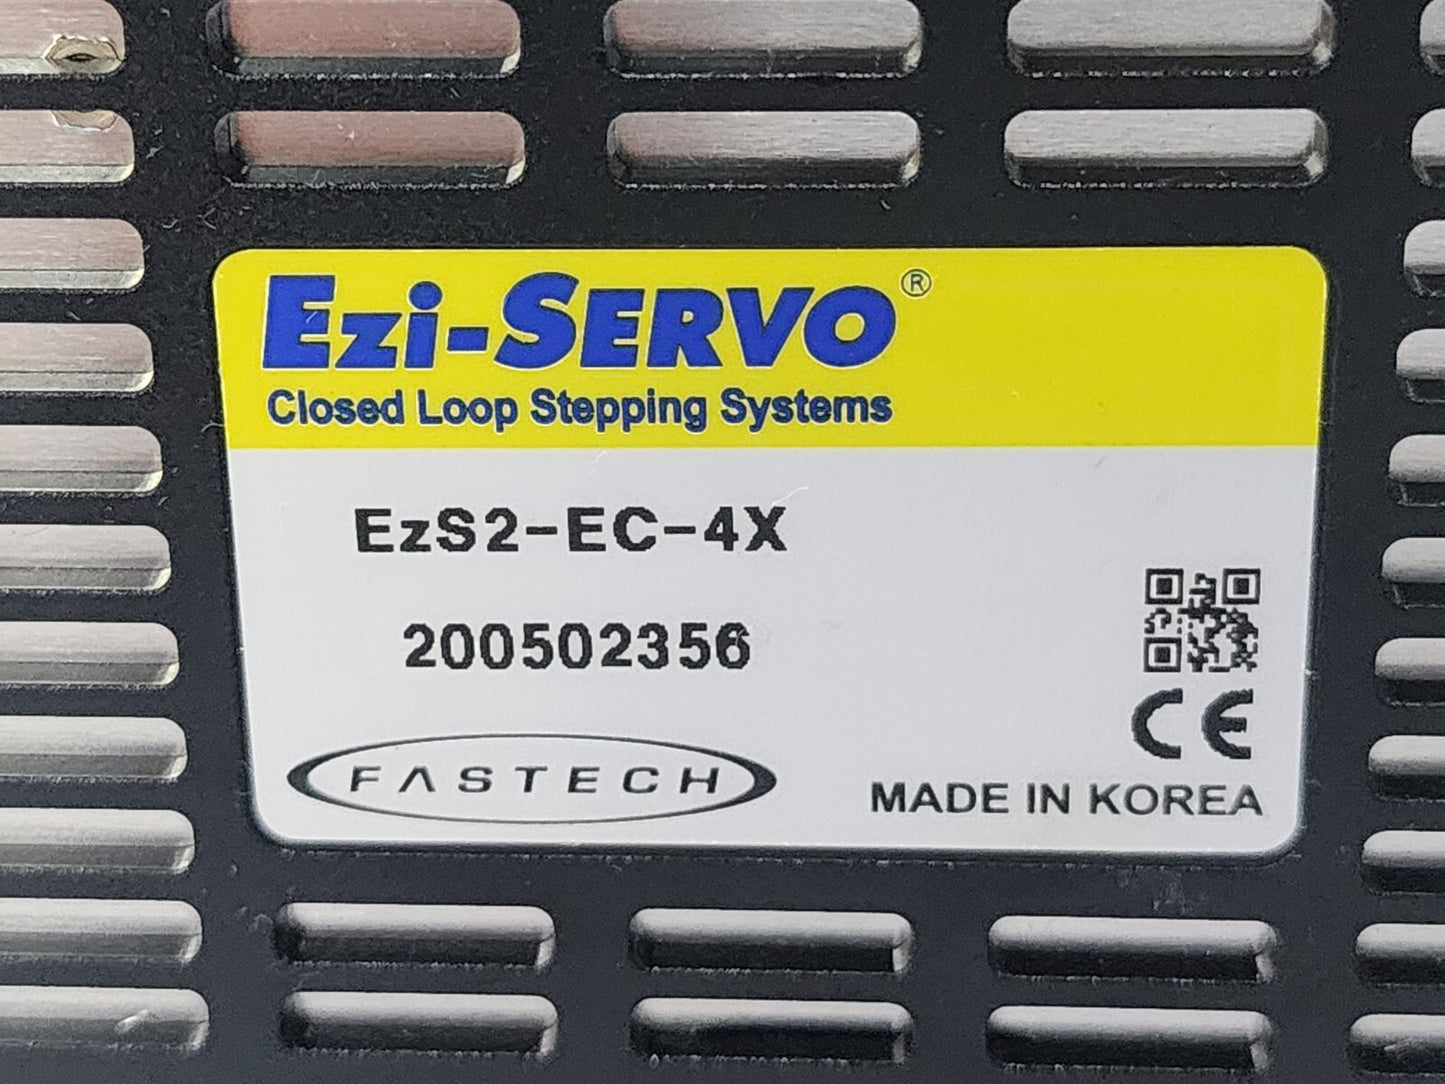 Ezi-SERVO®
Closed Loop Stepping Systems
EzS2-EC-4X
200502356
CE
FASTECH
MADE IN KOREA